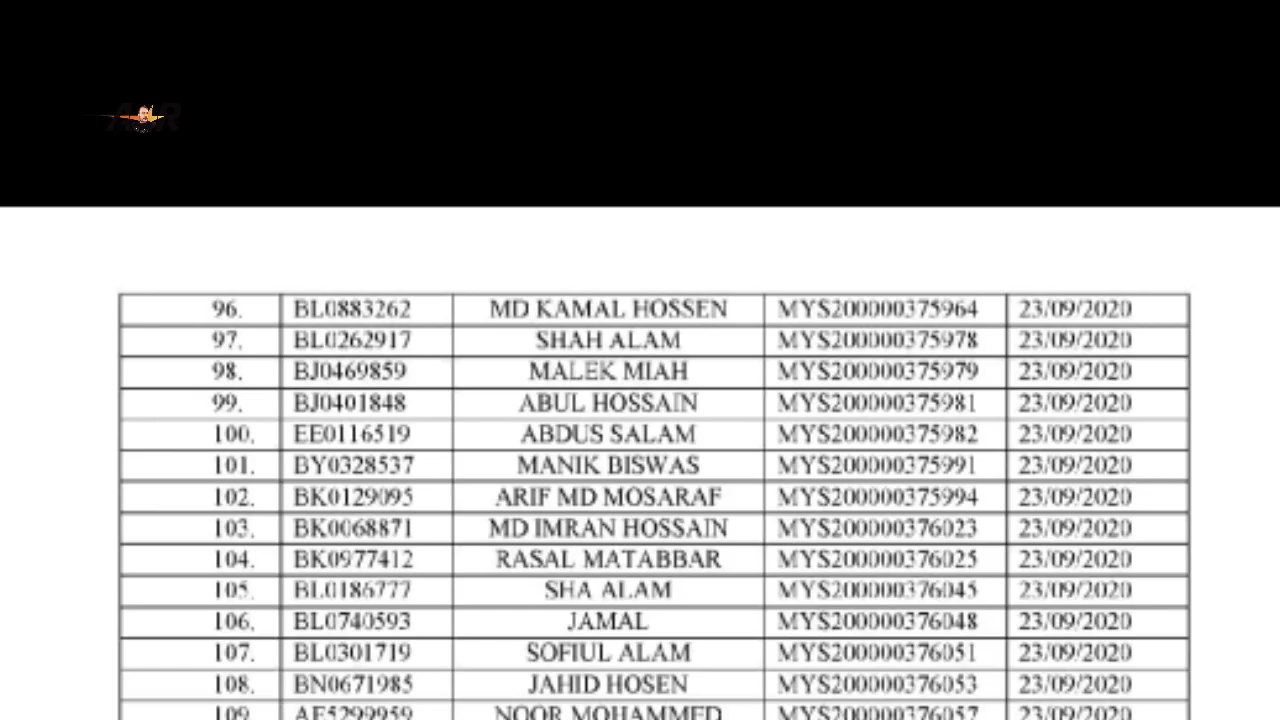 96. BL0883262 MD KAMAL HOSSEN MYS200000375964 23/09/2020
97. BL0262917 SHAH ALAM MYS200000375978 23/09/2020
98. BJ0469859 MALEK MIAH MYS200000375979 23/09/2020
99. BJ0401848 ABUL HOSSAIN MYS200000375981 23/09/2020
100. EE0116519 ABDUS SALAM MYS200000375982 23/09/2020
101. BY0328537 MANIK BISWAS MYS200000375991 23/09/2020
102. BK0129095 ARIF MD MOSARAF MYS200000375994 23/09/2020
103. BK0068871 MD IMRAN HOSSAIN MYS200000376023 23/09/2020
104. BK0977412 RASAL MATABBAR MYS200000376025 23/09/2020
105. BL0186777 SHA ALAM MYS200000376045 23/09/2020
106. BL0740593 JAMAL MYS200000376048 23/09/2020
107. BL0301719 SOFIUL ALAM MYS200000376051 23/09/2020
108. BN0671985 JAHID HOSEN MYS200000376053 23/09/2020
109. AE5299959 NOOR MOHAMMED MYS200000376057 23/09/2020